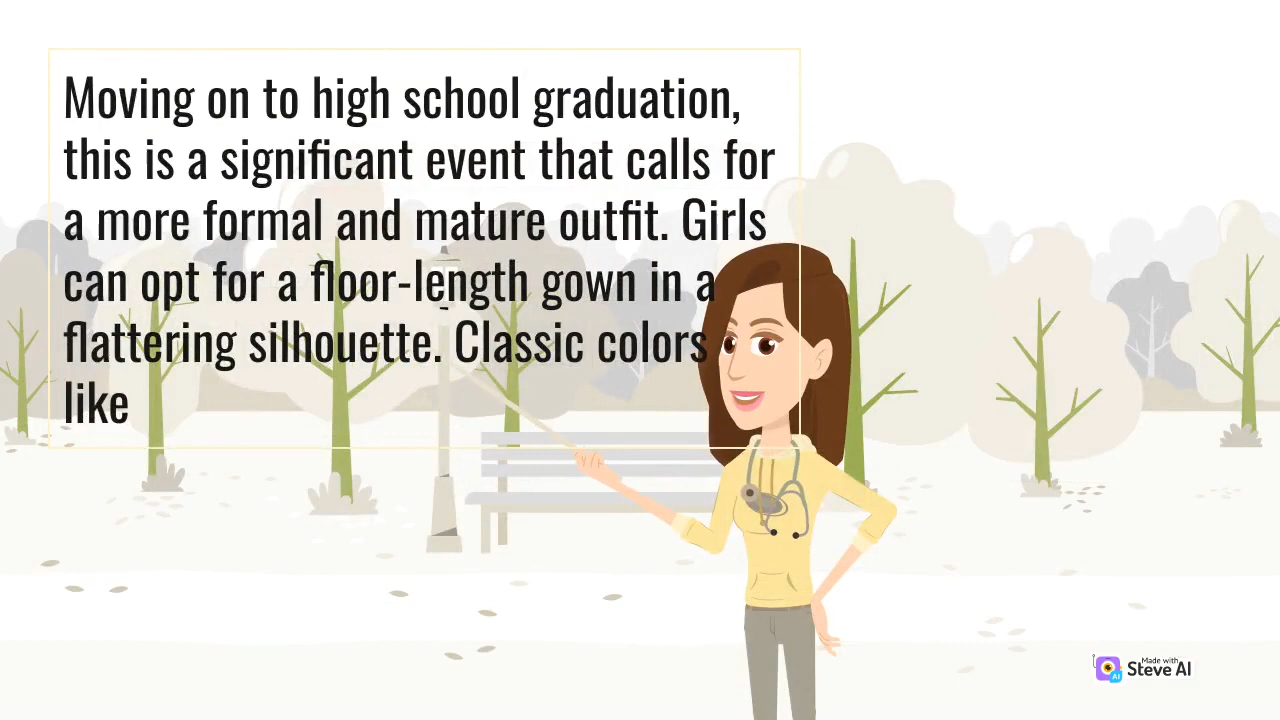 Moving on to high school graduation,
this is a significant event that calls for
a more formal and mature outfit. Girls
can opt for a floor-length gown in a
flattering silhouette. Classic colors
like
Made with
AI Steve AI